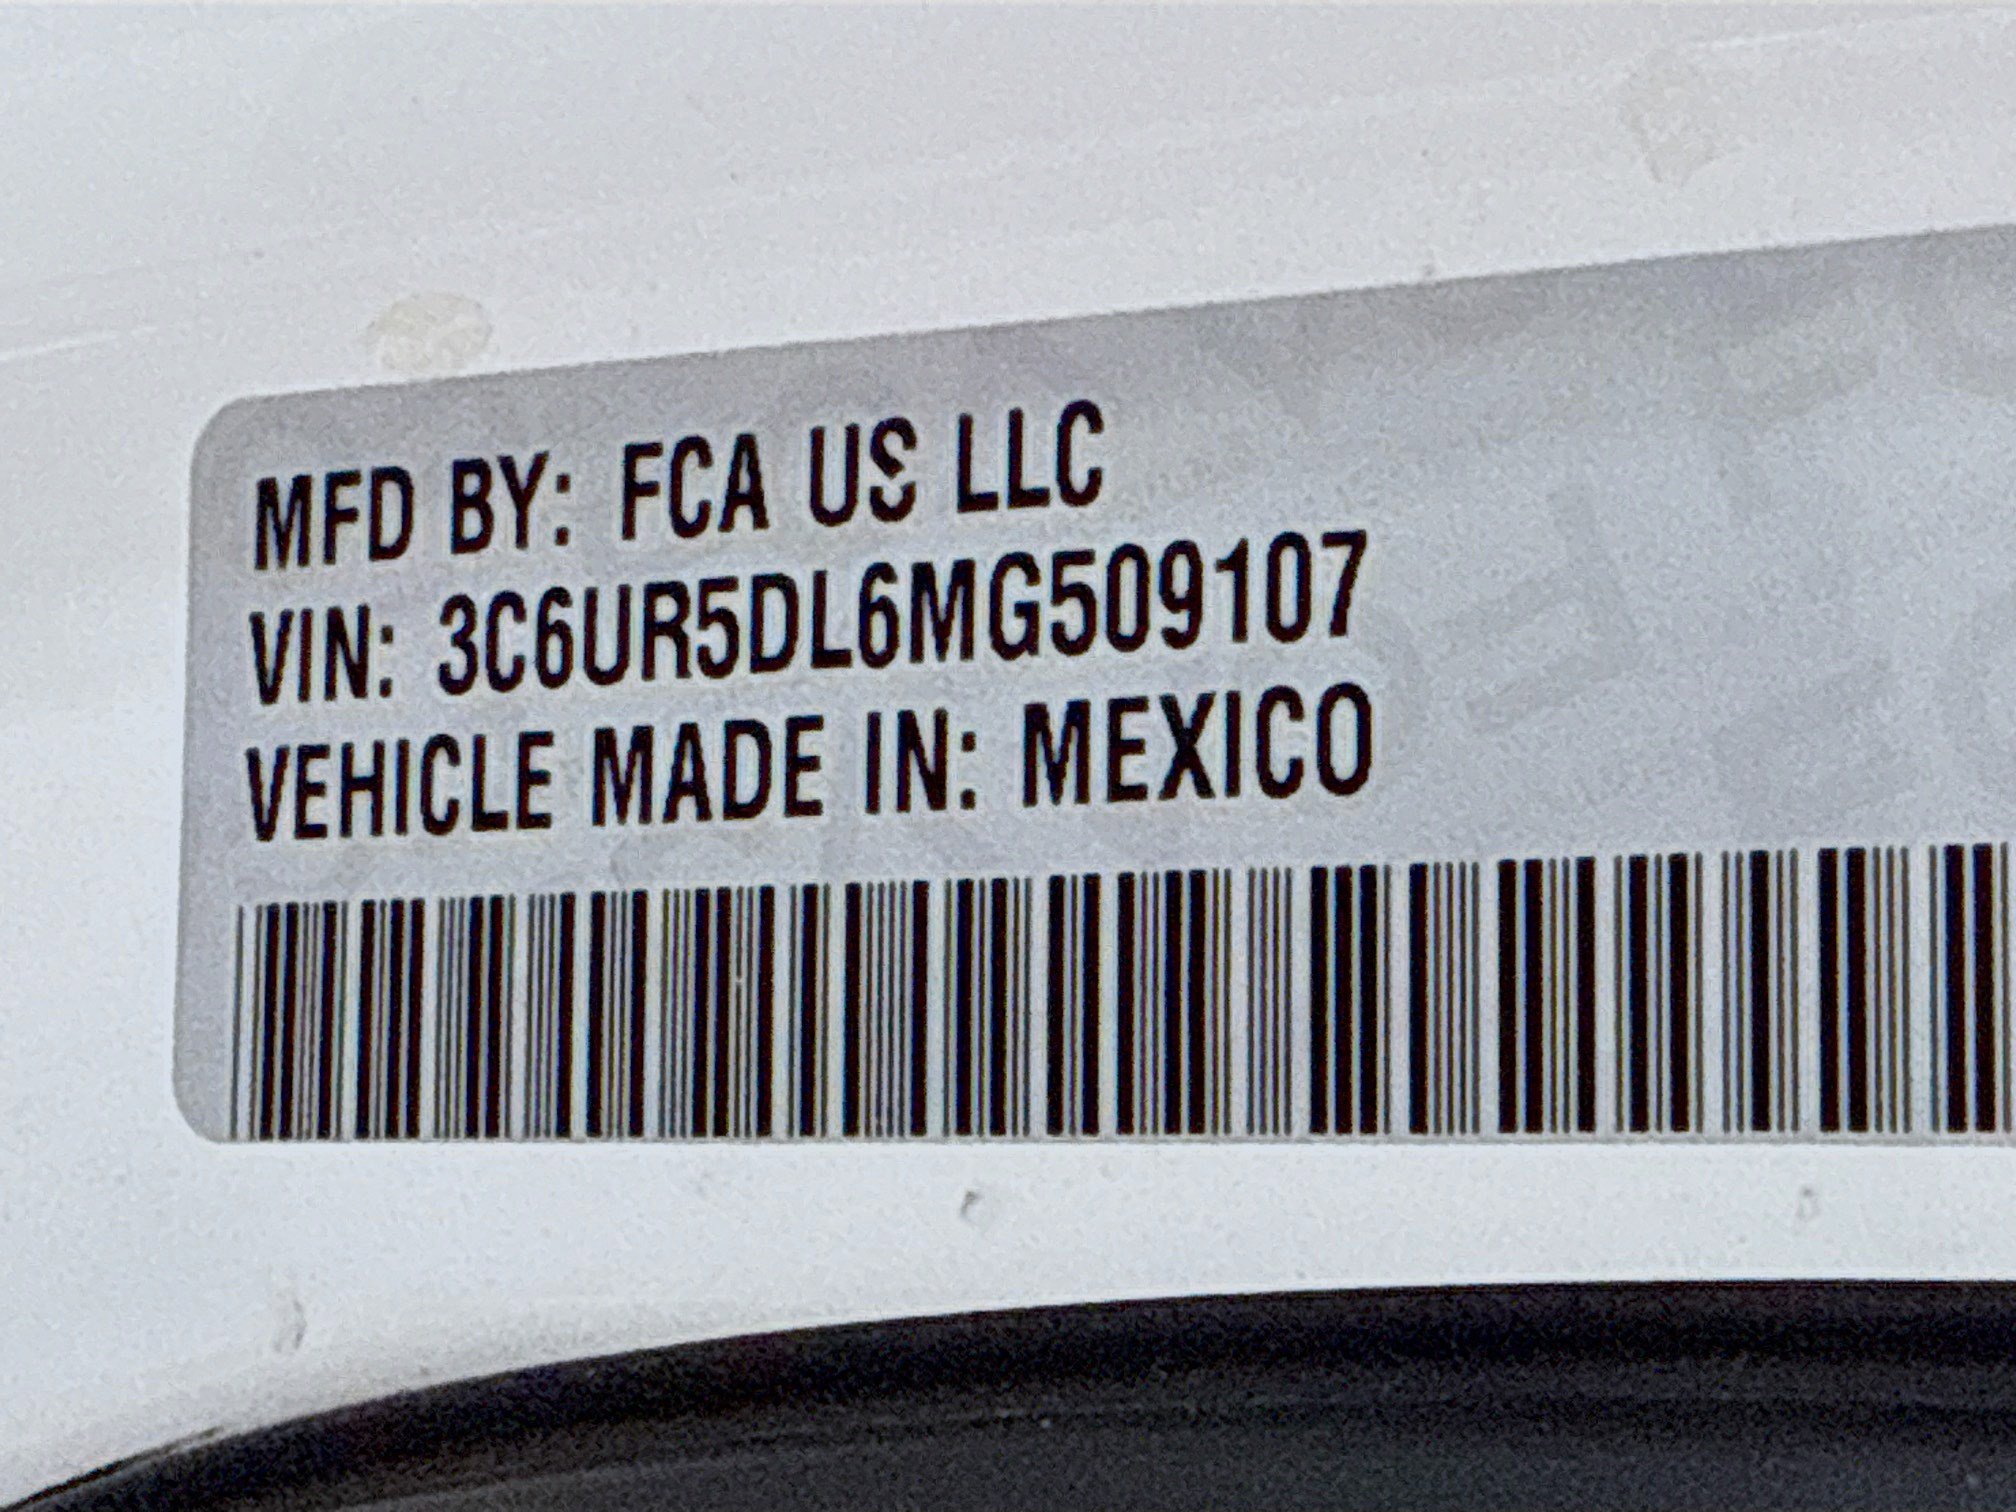 MFD BY: FCA US LLC
VIN: 3C6UR5DL6MG509107
VEHICLE MADE IN: MEXICO